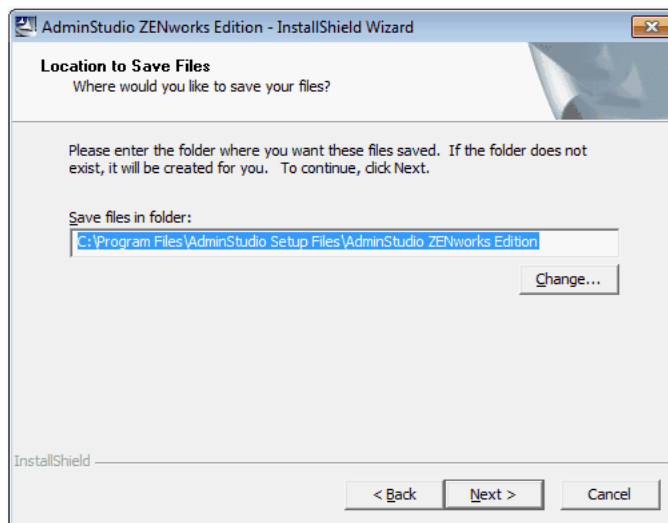 AdminStudio ZENworks Edition - InstallShield Wizard
Location to Save Files
Where would you like to save your files?
Please enter the folder where you want these files saved.  If the folder does not
exist, it will be created for you.   To continue, click Next.
Save files in folder:
C:\Program Files\AdminStudio Setup Files\AdminStudio ZENworks Edition
Change...
InstallShield
< Back
Next >
Cancel